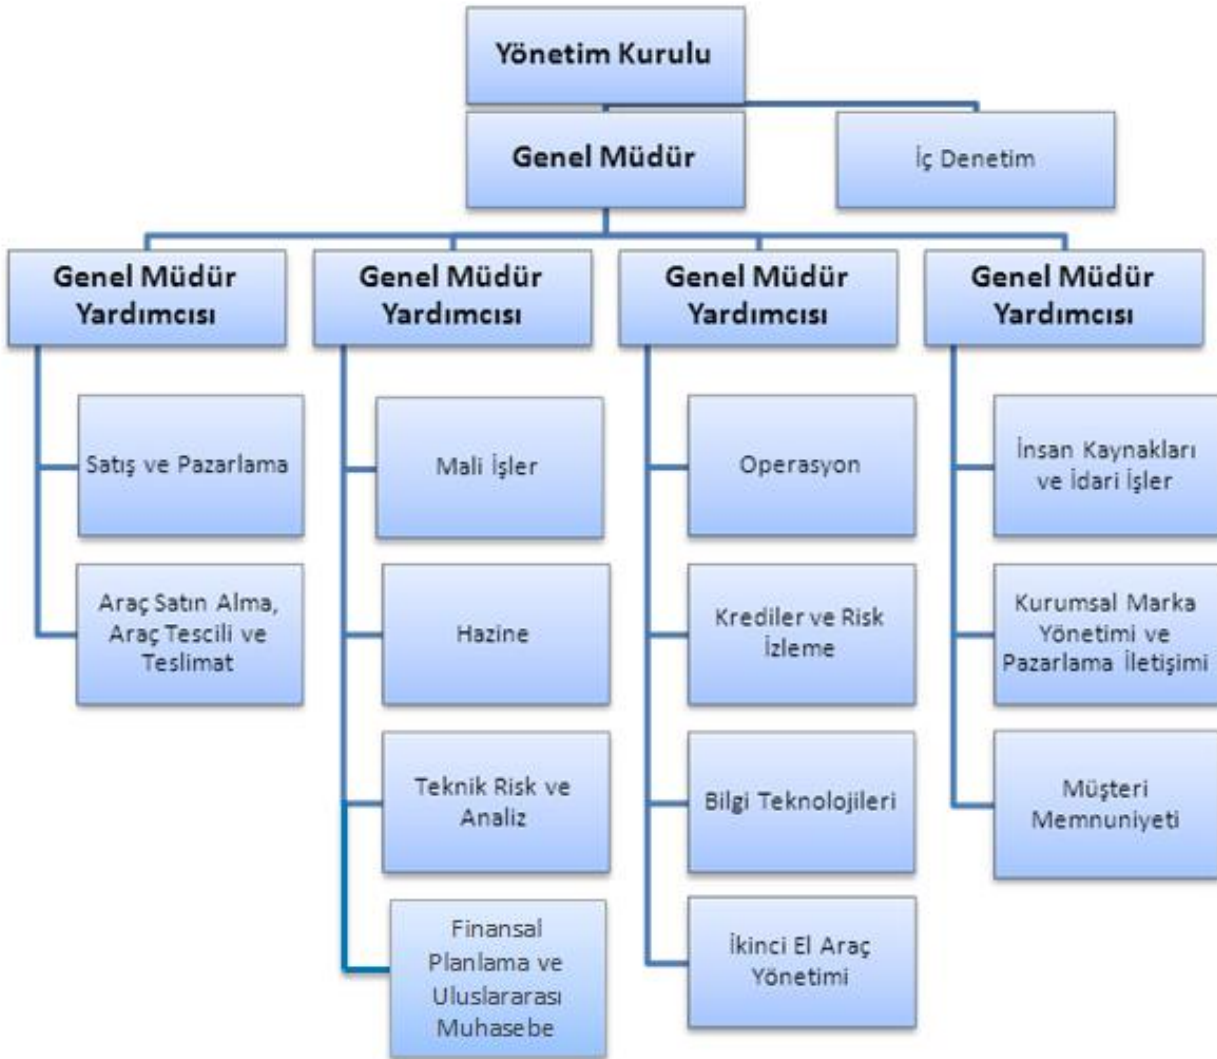 Yönetim Kurulu
Genel Müdür
İç Denetim
Genel Müdür
Yardımcısı
Satış ve Pazarlama
Araç Satın Alma,
Araç Tescili ve
Teslimat
Genel Müdür
Yardımcısı
Mali İşler
Hazine
Teknik Risk ve
Analiz
Finansal
Planlama ve
Uluslararası
Muhasebe
Genel Müdür
Yardımcısı
Operasyon
Krediler ve Risk
İzleme
Bilgi Teknolojileri
İkinci El Araç
Yönetimi
Genel Müdür
Yardımcısı
İnsan Kaynakları
ve İdari İşler
Kurumsal Marka
Yönetimi ve
Pazarlama İletişimi
Müşteri
Memnuniyeti